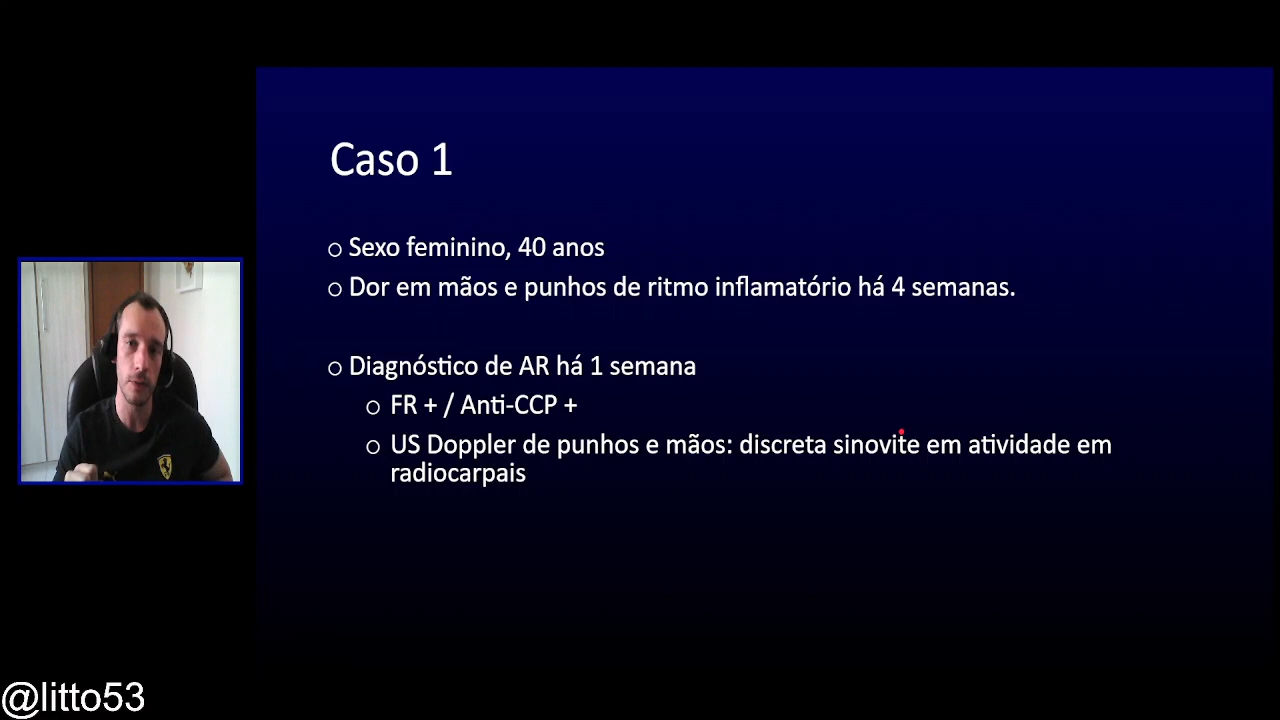 Caso 1
Sexo feminino, 40 anos
Dor em mãos e punhos de ritmo inflamatório há 4 semanas.
Diagnóstico de AR há 1 semana
FR + / Anti-CCP +
US Doppler de punhos e mãos: discreta sinovite em atividade em
radiocarpais
@litto53